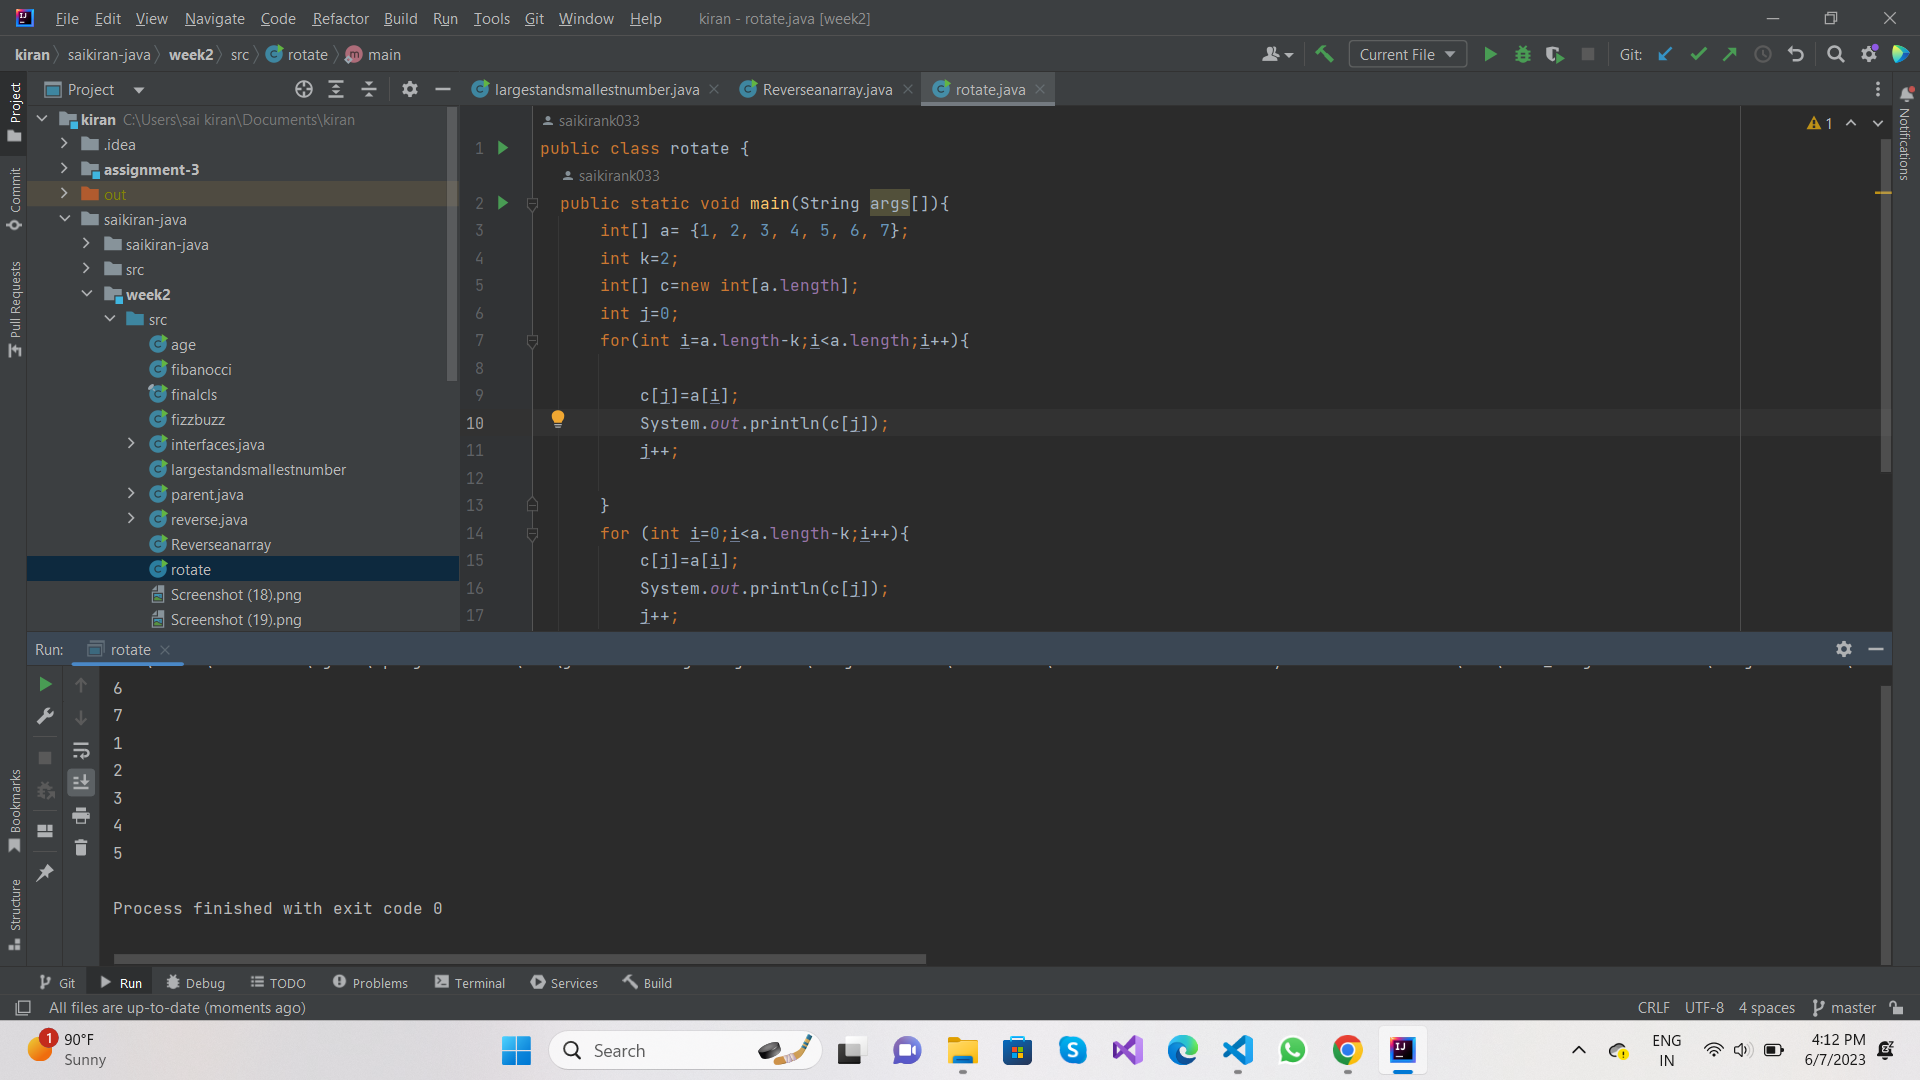 File Edit View Navigate Code Refactor Build Run Tools Git Window Help kiran - rotate.java [week2]
kiran saikiran-java week2 src rotate main Current File Git:
Project largestandsmallestnumber.java Reverseanarray.java rotate.java
kiran C:\Users\sai kiran\Documents\kiran
.idea
assignment-3
out
saikiran-java
saikiran-java
src
week2
src
age
fibanocci
finalcls
fizzbuzz
interfaces.java
largestandsmallestnumber
parent.java
reverse.java
Reverseanarray
rotate
Screenshot (18).png
Screenshot (19).png
Project
Commit
Pull Requests
Bookmarks
Structure
Notifications
saikirank033
1
1 public class rotate {
saikirank033
2 public static void main(String args[]){
3 int[] a= {1, 2, 3, 4, 5, 6, 7};
4 int k=2;
5 int[] c=new int[a.length];
6 int j=0;
7 for(int i=a.length-k;i<a.length;i++){
8
9 c[j]=a[i];
10 System.out.println(c[j]);
11 j++;
12
13 }
14 for (int i=0;i<a.length-k;i++){
15 c[j]=a[i];
16 System.out.println(c[j]);
17 j++;
Run: rotate
6
7
1
2
3
4
5
Process finished with exit code 0
Git Run Debug TODO Problems Terminal Services Build
All files are up-to-date (moments ago) CRLF UTF-8 4 spaces master
1 90°F
Sunny
Search
ENG
IN
4:12 PM
6/7/2023